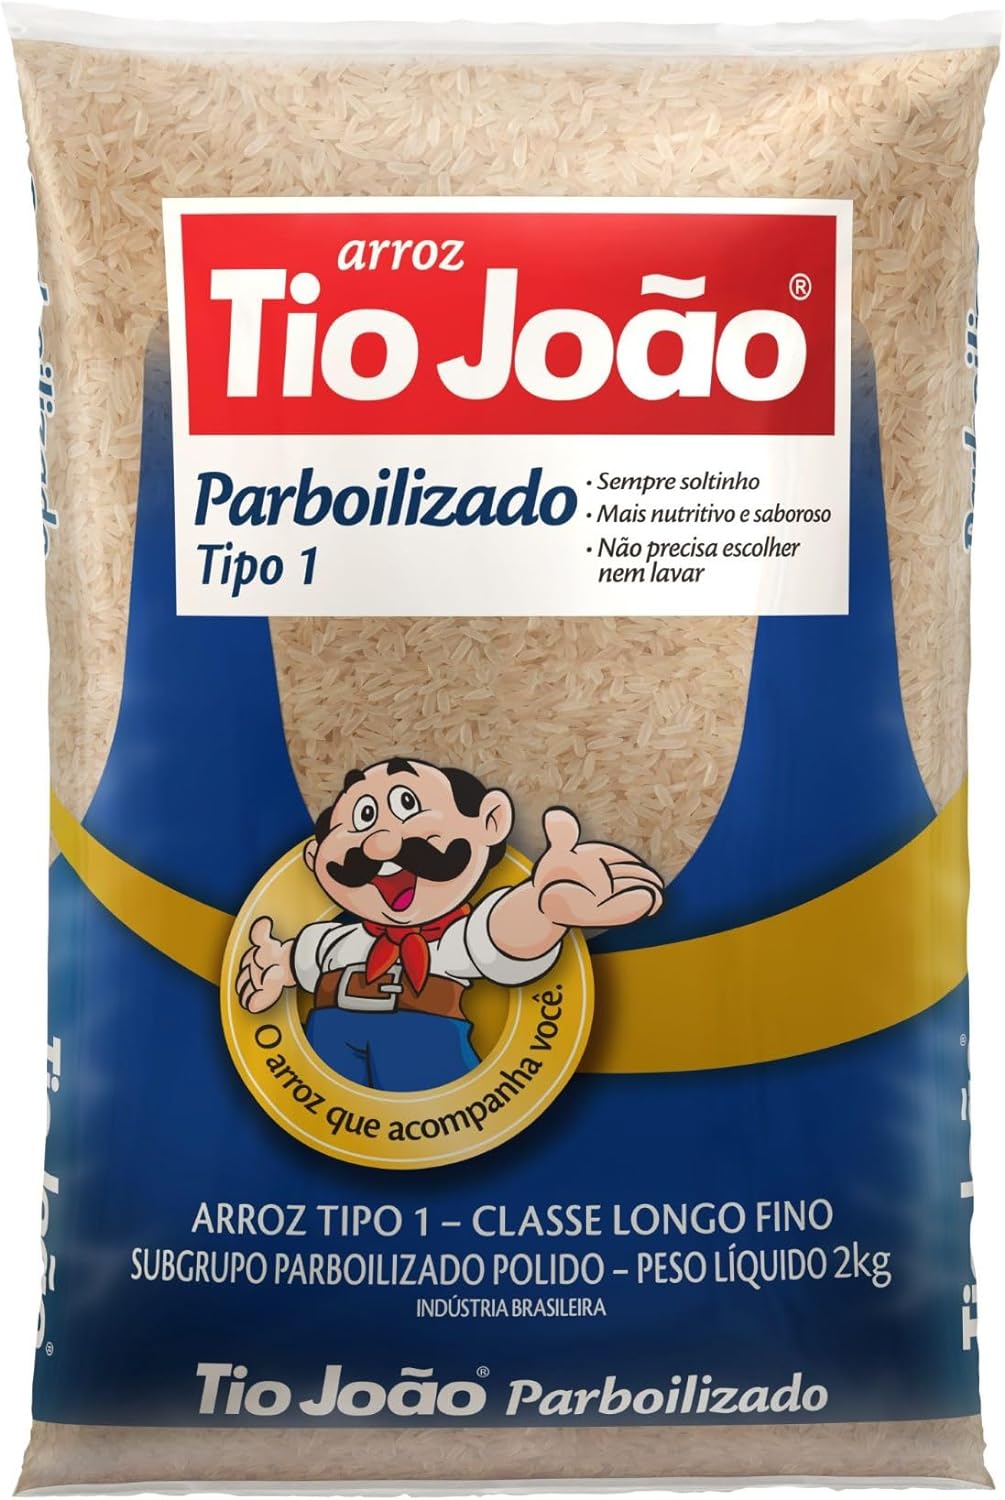 arroz
Tio João®
Parboilizado
Tipo 1
· Sempre soltinho
· Mais nutritivo e saboroso
· Não precisa escolher
nem lavar
O arroz que acompanha você.
ARROZ TIPO 1 – CLASSE LONGO FINO
SUBGRUPO PARBOILIZADO POLIDO – PESO LÍQUIDO 2kg
INDÚSTRIA BRASILEIRA
Tio João® Parboilizado